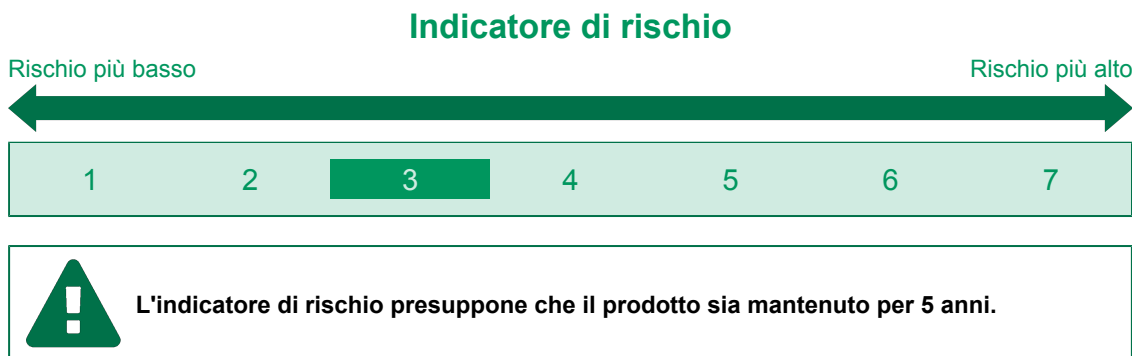 Indicatore di rischio
Rischio più basso Rischio più alto
1 2 3 4 5 6 7
L'indicatore di rischio presuppone che il prodotto sia mantenuto per 5 anni.